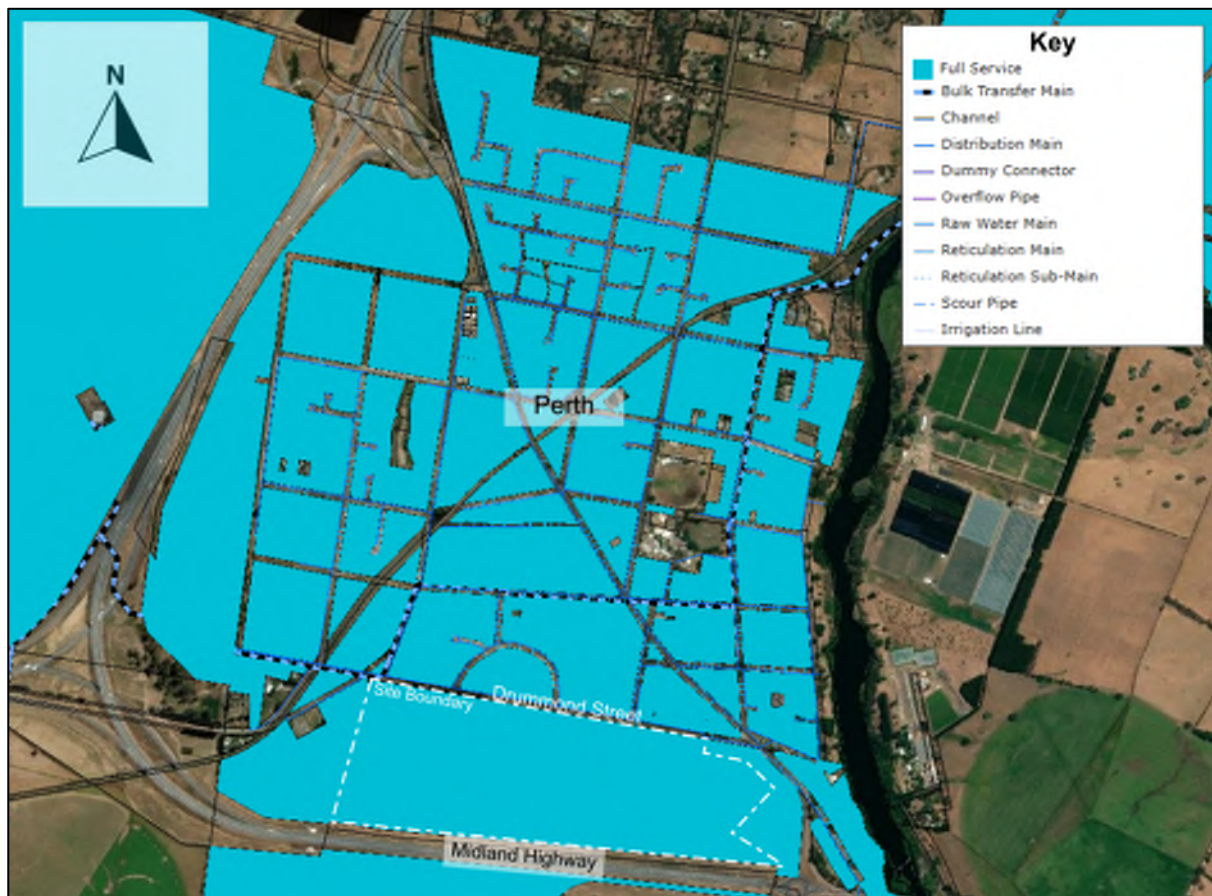 N
Key
Full Service
Bulk Transfer Main
Channel
Distribution Main
Dummy Connector
Overflow Pipe
Raw Water Main
Reticulation Main
Reticulation Sub-Main
Scour Pipe
Irrigation Line
Perth
Site Boundary
Drummond Street
Midland Highway